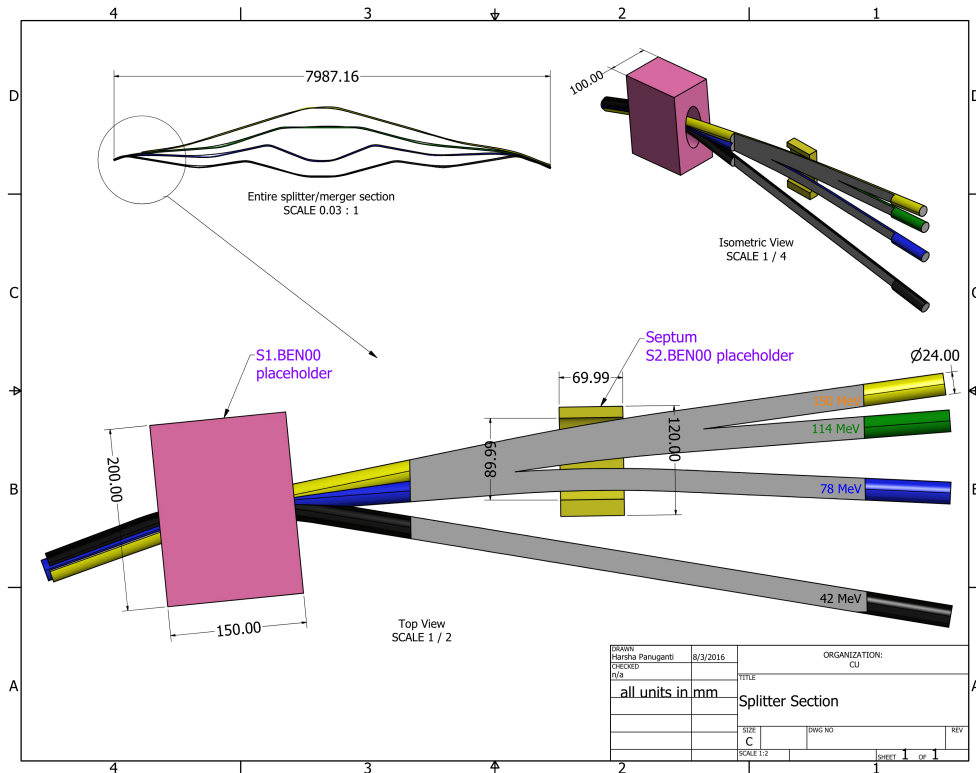 4
3
2
1
D
D
C
C
B
B
A
A
7987.16
Entire splitter/merger section
SCALE 0.03 : 1
100.00
Isometric View
SCALE 1 / 4
S1.BEN00
placeholder
Septum
S2.BEN00 placeholder
69.99
Ø24.00
150 MeV
114 MeV
78 MeV
42 MeV
68.99
120.00
200.00
150.00
Top View
SCALE 1 / 2
DRAWN
Harsha Panuganti
8/3/2016
CHECKED
n/a
all units in mm
ORGANIZATION:
CU
TITLE
Splitter Section
SIZE
C
DWG NO
REV
SCALE 1:2
SHEET 1 OF 1
4
3
2
1